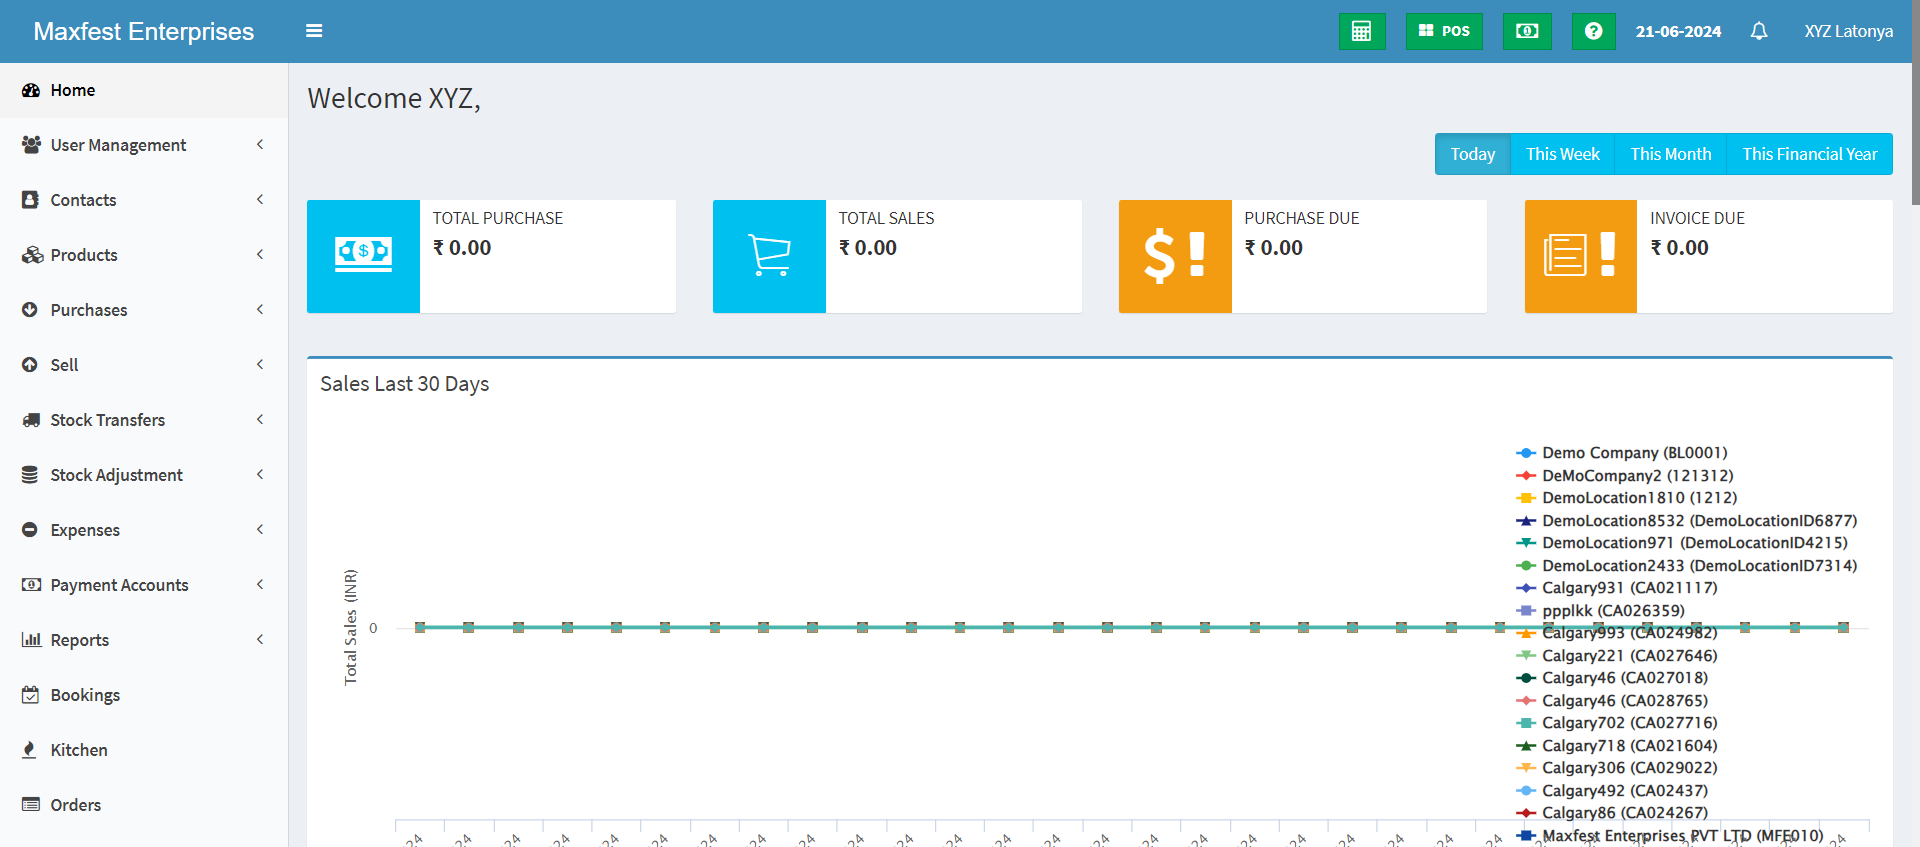 Maxfest Enterprises
POS
21-06-2024
XYZ Latonya
Home
User Management
Contacts
Products
Purchases
Sell
Stock Transfers
Stock Adjustment
Expenses
Payment Accounts
Reports
Bookings
Kitchen
Orders
Welcome XYZ,
Today This Week This Month This Financial Year
TOTAL PURCHASE
₹ 0.00
TOTAL SALES
₹ 0.00
PURCHASE DUE
₹ 0.00
INVOICE DUE
₹ 0.00
Sales Last 30 Days
Total Sales (INR)
0
Demo Company (BL0001)
DeMoCompany2 (121312)
DemoLocation1810 (1212)
DemoLocation8532 (DemoLocationID6877)
DemoLocation971 (DemoLocationID4215)
DemoLocation2433 (DemoLocationID7314)
Calgary931 (CA021117)
ppplkk (CA026359)
Calgary993 (CA024982)
Calgary221 (CA027646)
Calgary46 (CA027018)
Calgary46 (CA028765)
Calgary702 (CA027716)
Calgary718 (CA021604)
Calgary306 (CA029022)
Calgary492 (CA02437)
Calgary86 (CA024267)
Maxfest Enterprises PVT LTD (MFE010)